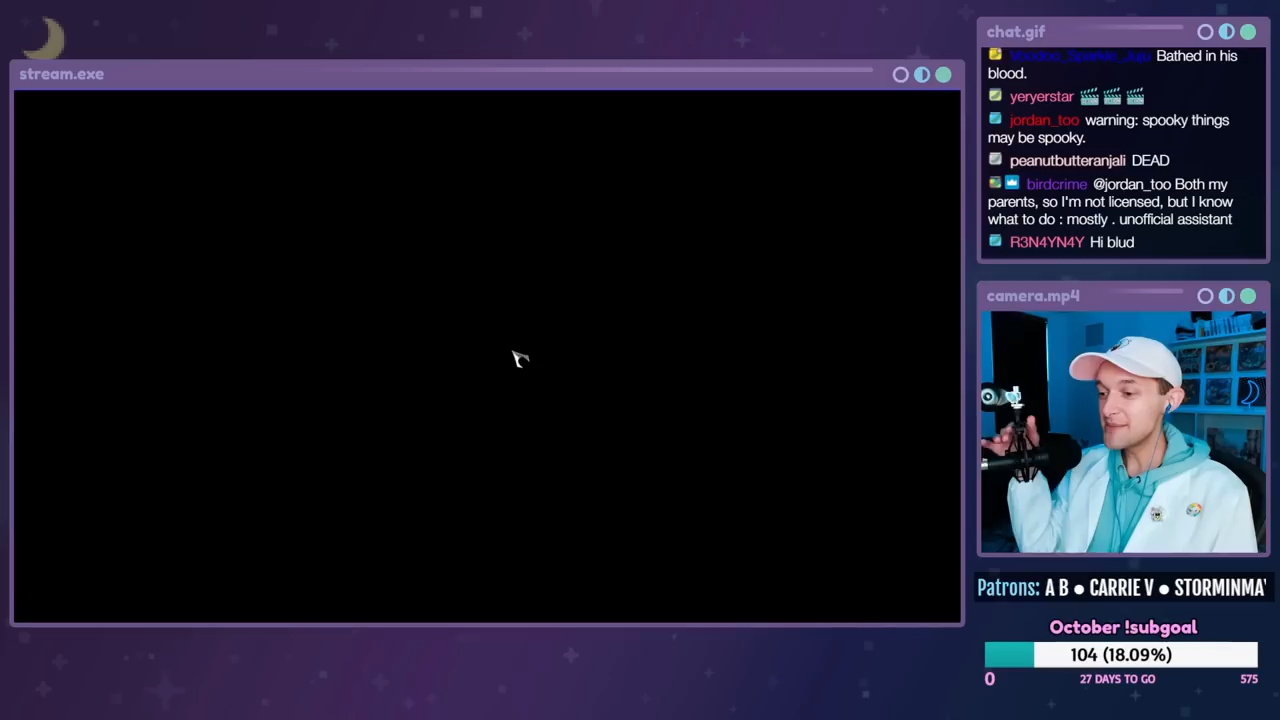 stream.exe
chat.gif
Bathed in his
blood.
yeryerstar
jordan_too warning: spooky things
may be spooky.
peanutbutteranjali DEAD
birdcrime @jordan_too Both my
parents, so I'm not licensed, but I know
what to do : mostly . unofficial assistant
R3N4YN4Y Hi blud
camera.mp4
Patrons: A B ● CARRIE V ● STORMINMA
October !subgoal
104 (18.09%)
0
27 DAYS TO GO
575